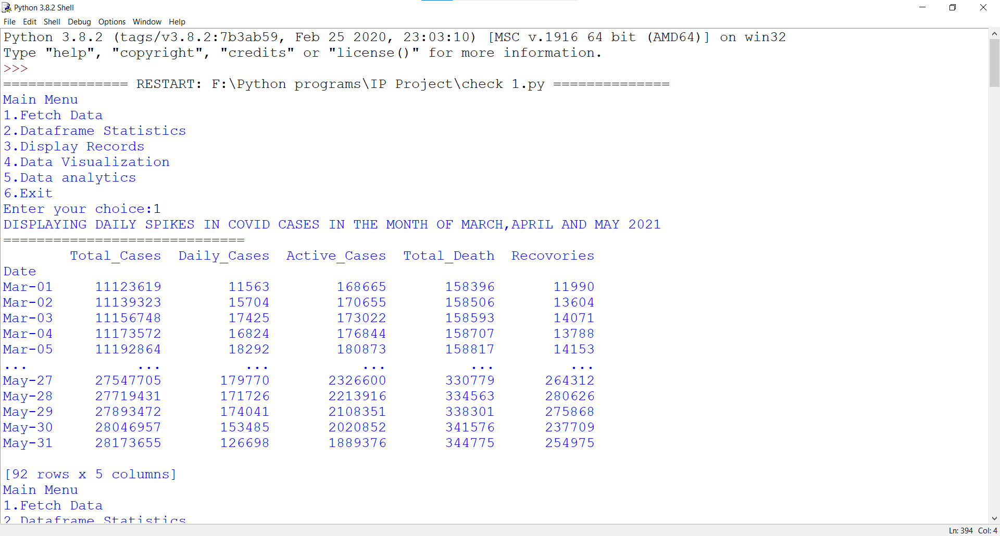 Python 3.8.2 Shell
File Edit Shell Debug Options Window Help
Python 3.8.2 (tags/v3.8.2:7b3ab59, Feb 25 2020, 23:03:10) [MSC v.1916 64 bit (AMD64)] on win32
Type "help", "copyright", "credits" or "license()" for more information.
>>>
=============== RESTART: F:\Python programs\IP Project\check 1.py ==============
Main Menu
1.Fetch Data
2.Dataframe Statistics
3.Display Records
4.Data Visualization
5.Data analytics
6.Exit
Enter your choice:1
DISPLAYING DAILY SPIKES IN COVID CASES IN THE MONTH OF MARCH,APRIL AND MAY 2021
=============================
        Total_Cases  Daily_Cases  Active_Cases  Total_Death  Recovories
Date
Mar-01     11123619        11563        168665       158396       11990
Mar-02     11139323        15704        170655       158506       13604
Mar-03     11156748        17425        173022       158593       14071
Mar-04     11173572        16824        176844       158707       13788
Mar-05     11192864        18292        180873       158817       14153
...             ...          ...           ...          ...         ...
May-27     27547705       179770       2326600       330779      264312
May-28     27719431       171726       2213916       334563      280626
May-29     27893472       174041       2108351       338301      275868
May-30     28046957       153485       2020852       341576      237709
May-31     28173655       126698       1889376       344775      254975
[92 rows x 5 columns]
Main Menu
1.Fetch Data
2.Dataframe Statistics
Ln: 394 Col: 4